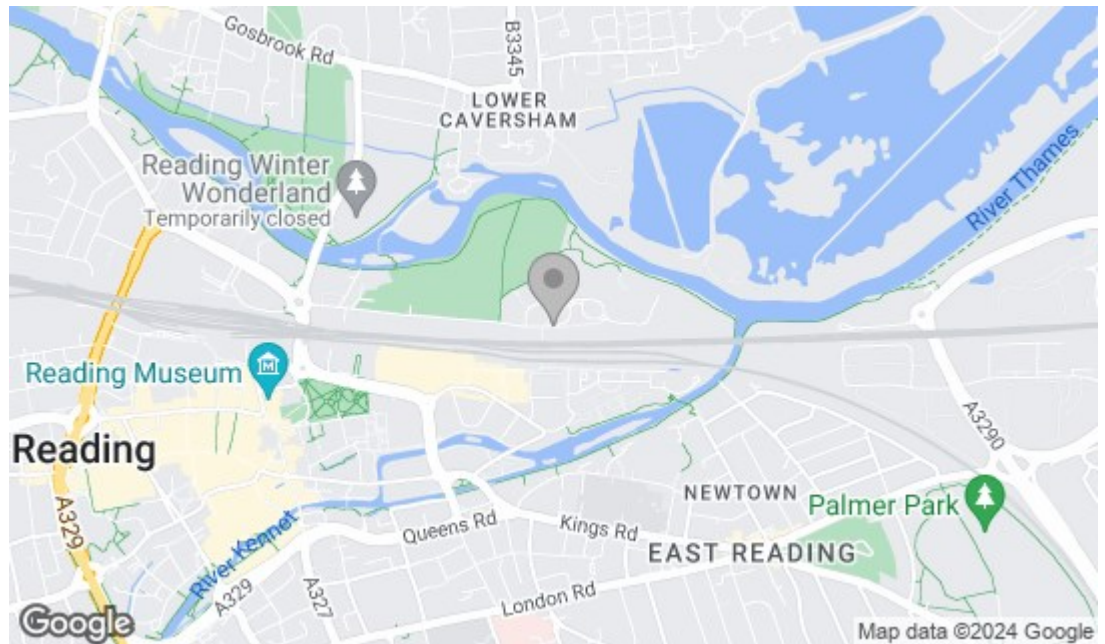 Gosbrook Rd
B3345
LOWER
CAVERSHAM
Reading Winter
Wonderland
Temporarily closed
River Thames
Reading Museum
Reading
A329
A3290
NEWTOWN
Palmer Park
River Kennet
Queens Rd
Kings Rd
EAST READING
A329
A327
London Rd
Google
Map data ©2024 Google